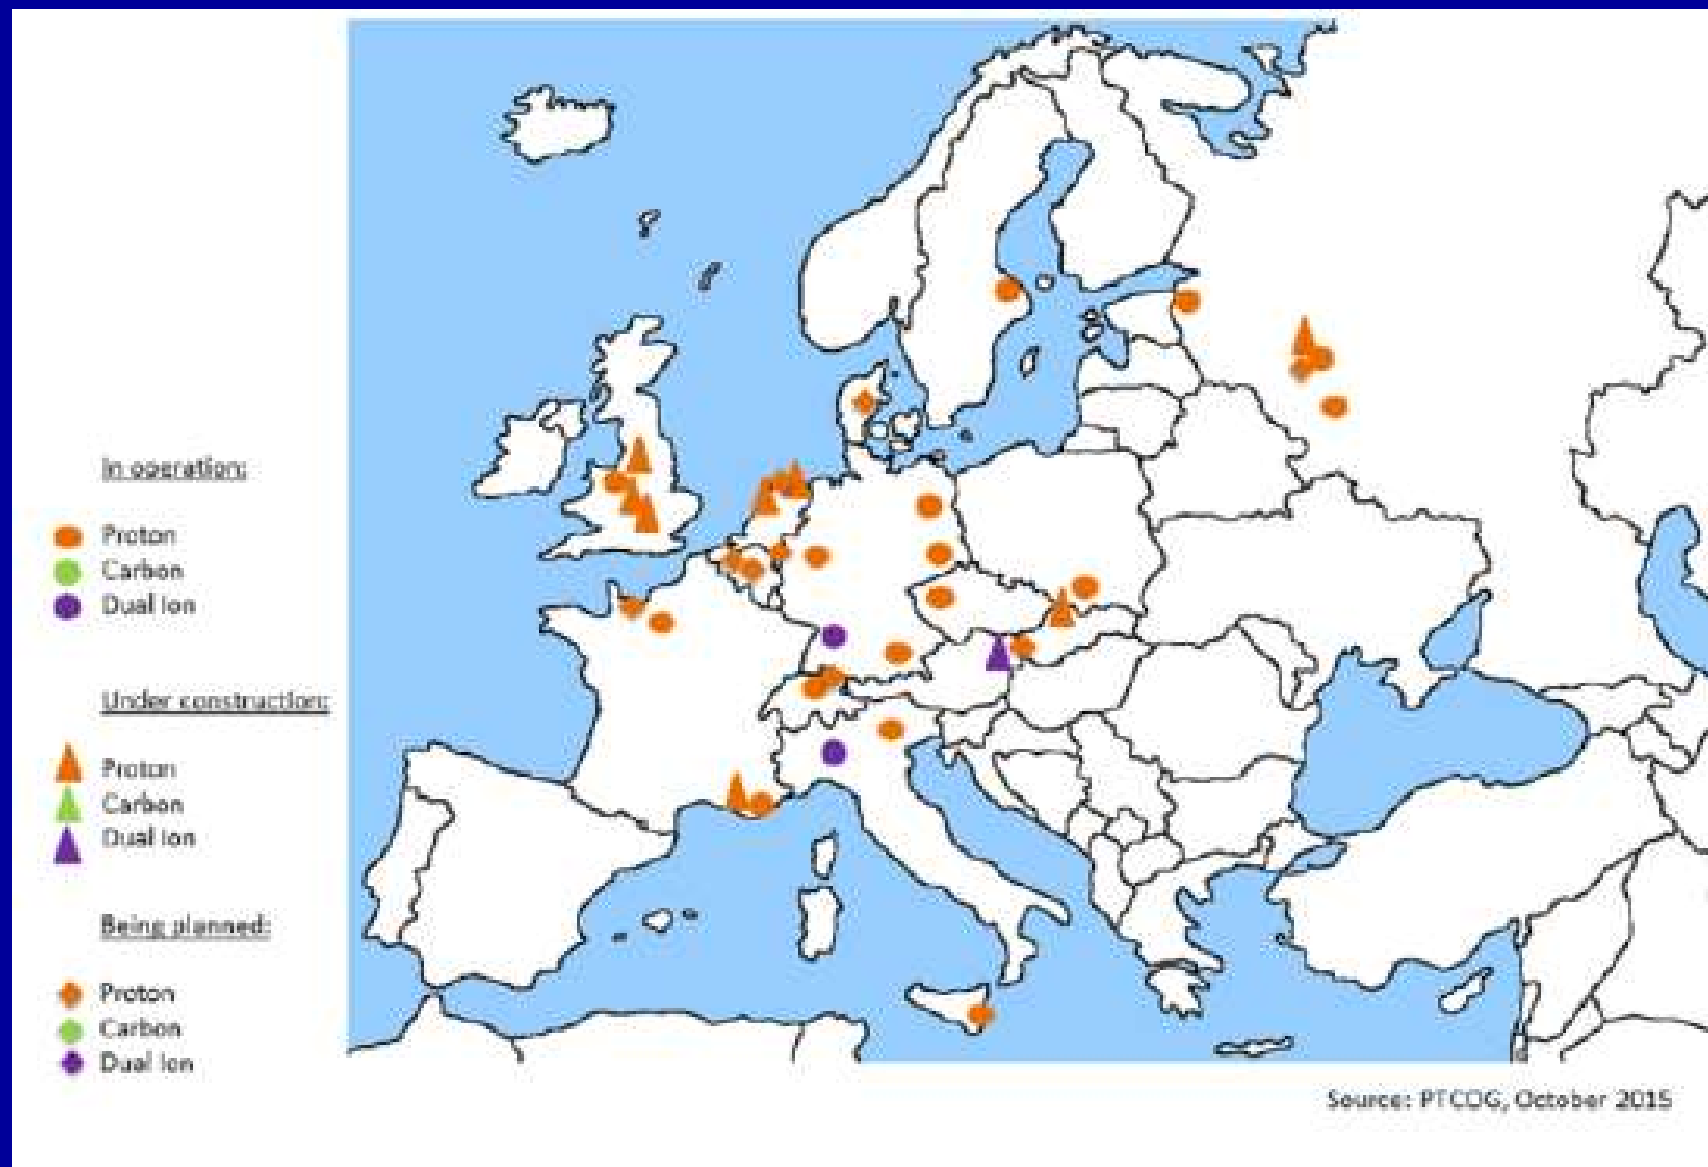 In operation:
Proton
Carbon
Dual Ion
Under construction:
Proton
Carbon
Dual Ion
Being planned:
Proton
Carbon
Dual Ion
Source: PTCOG, October 2015